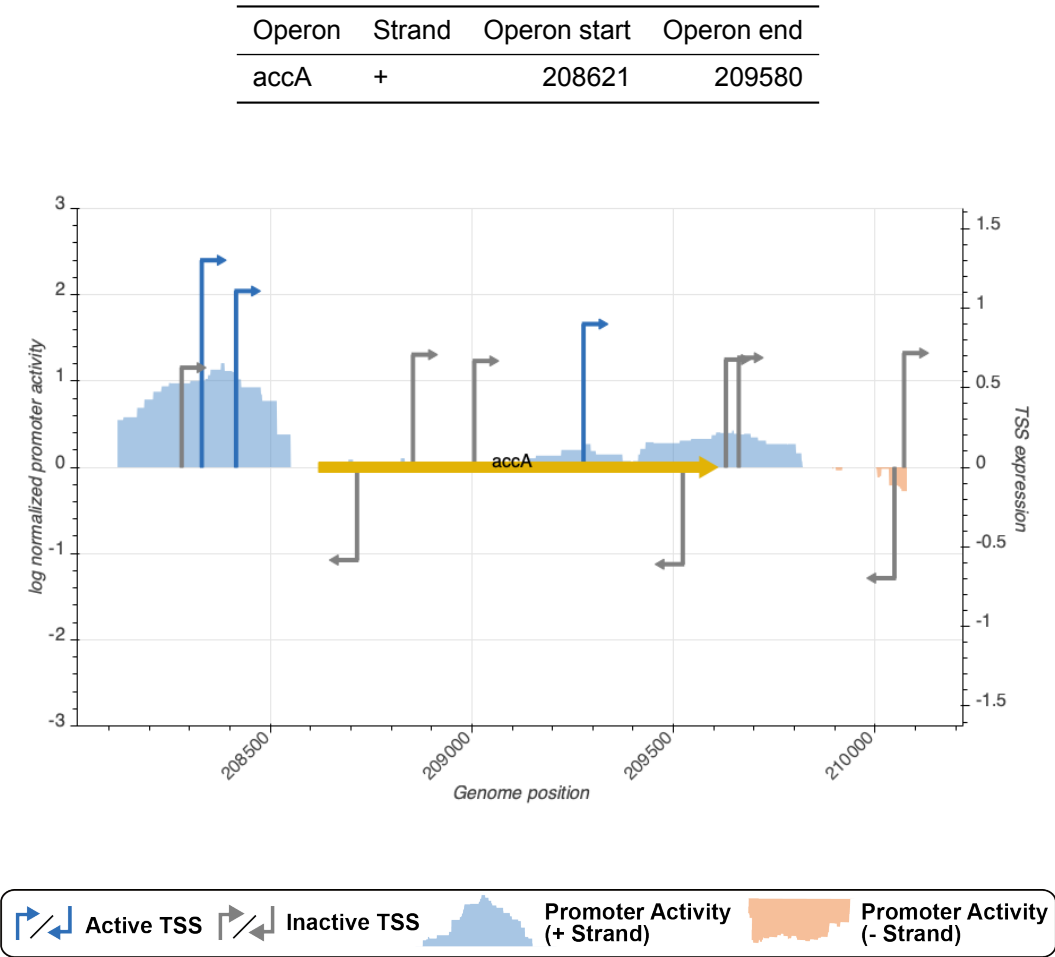 Operon Strand Operon start Operon end
accA + 208621 209580
3
2
1
0
-1
-2
-3
log normalized promoter activity
accA
1.5
1
0.5
0
-0.5
-1
-1.5
TSS expression
208500 209000 209500 210000
Genome position
Active TSS
Inactive TSS
Promoter Activity
(+ Strand)
Promoter Activity
(- Strand)